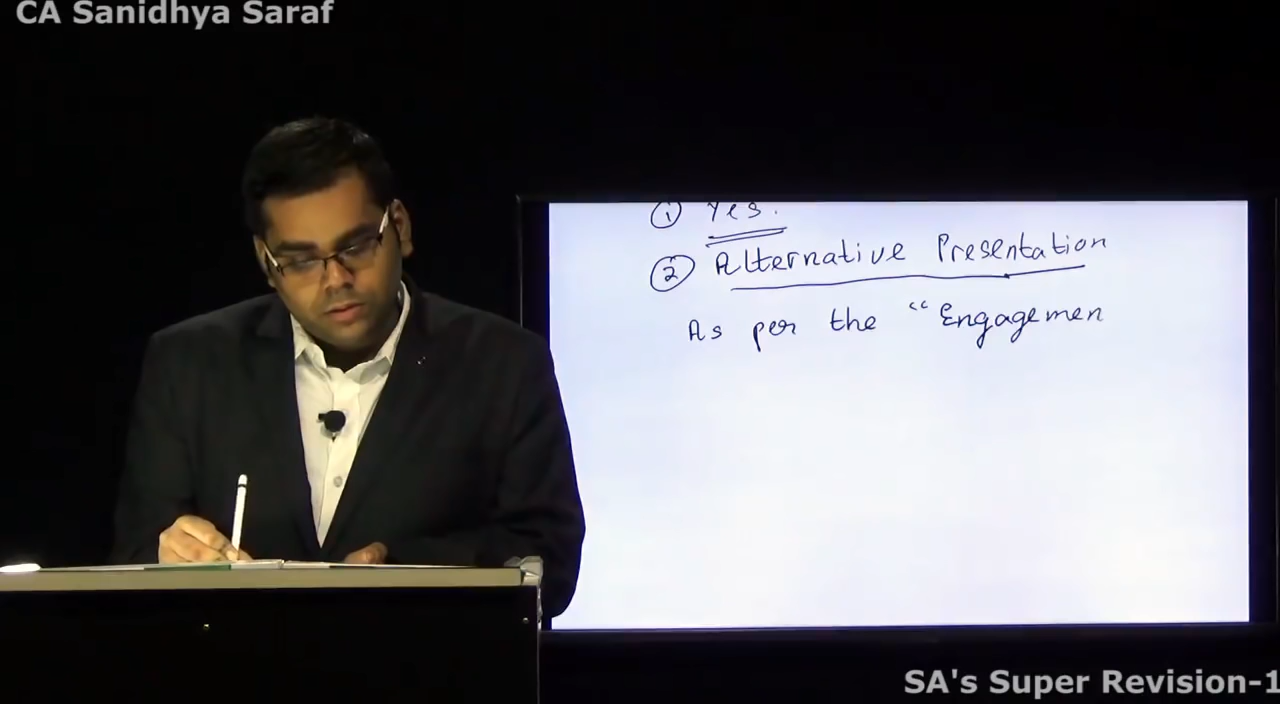 CA Sanidhya Saraf
① Yes.
② Alternative Presentation
As per the “Engagemen
SA's Super Revision-1